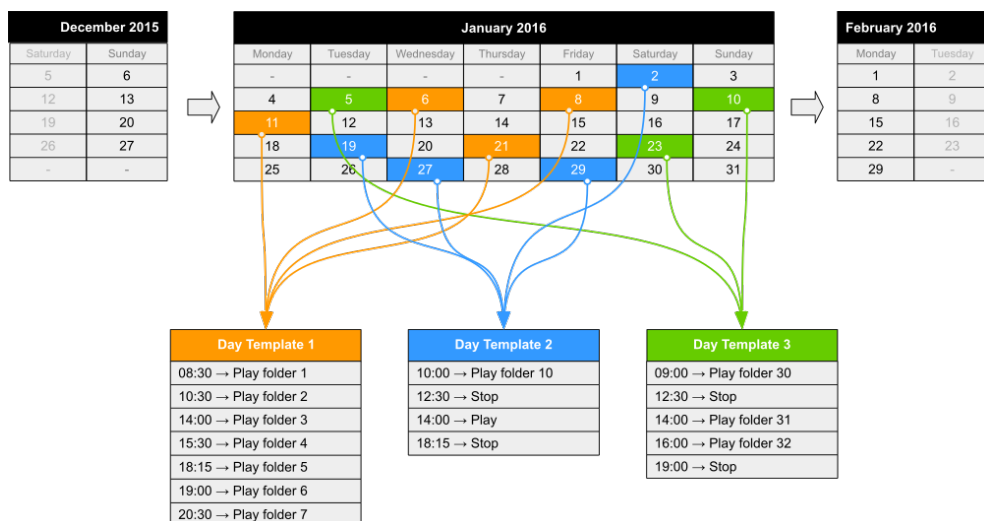 December 2015
Saturday Sunday
5 6
12 13
19 20
26 27
- -
January 2016
Monday Tuesday Wednesday Thursday Friday Saturday Sunday
- - - - 1 2 3
4 5 6 7 8 9 10
11 12 13 14 15 16 17
18 19 20 21 22 23 24
25 26 27 28 29 30 31
February 2016
Monday Tuesday
1 2
8 9
15 16
22 23
29 -
Day Template 1
08:30 → Play folder 1
10:30 → Play folder 2
14:00 → Play folder 3
15:30 → Play folder 4
18:15 → Play folder 5
19:00 → Play folder 6
20:30 → Play folder 7
Day Template 2
10:00 → Play folder 10
12:30 → Stop
14:00 → Play
18:15 → Stop
Day Template 3
09:00 → Play folder 30
12:30 → Stop
14:00 → Play folder 31
16:00 → Play folder 32
19:00 → Stop